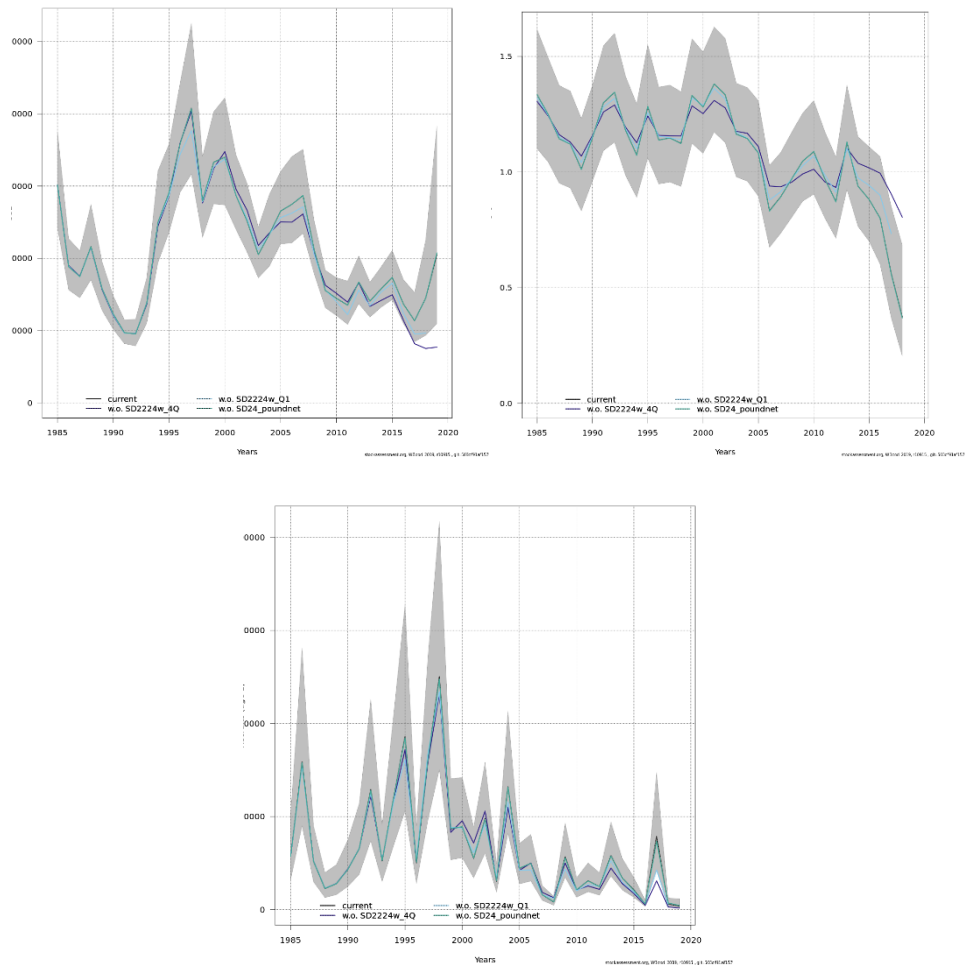 0000
0000
0000
0000
0000
0
current
w.o. SD2224w_4Q
w.o. SD2224w_Q1
w.o. SD24_poundnet
1985 1990 1995 2000 2005 2010 2015 2020
Years
1.5
1.0
0.5
0.0
current
w.o. SD2224w_4Q
w.o. SD2224w_Q1
w.o. SD24_poundnet
1985 1990 1995 2000 2005 2010 2015 2020
Years
0000
0000
0000
0000
0
current
w.o. SD2224w_4Q
w.o. SD2224w_Q1
w.o. SD24_poundnet
1985 1990 1995 2000 2005 2010 2015 2020
Years